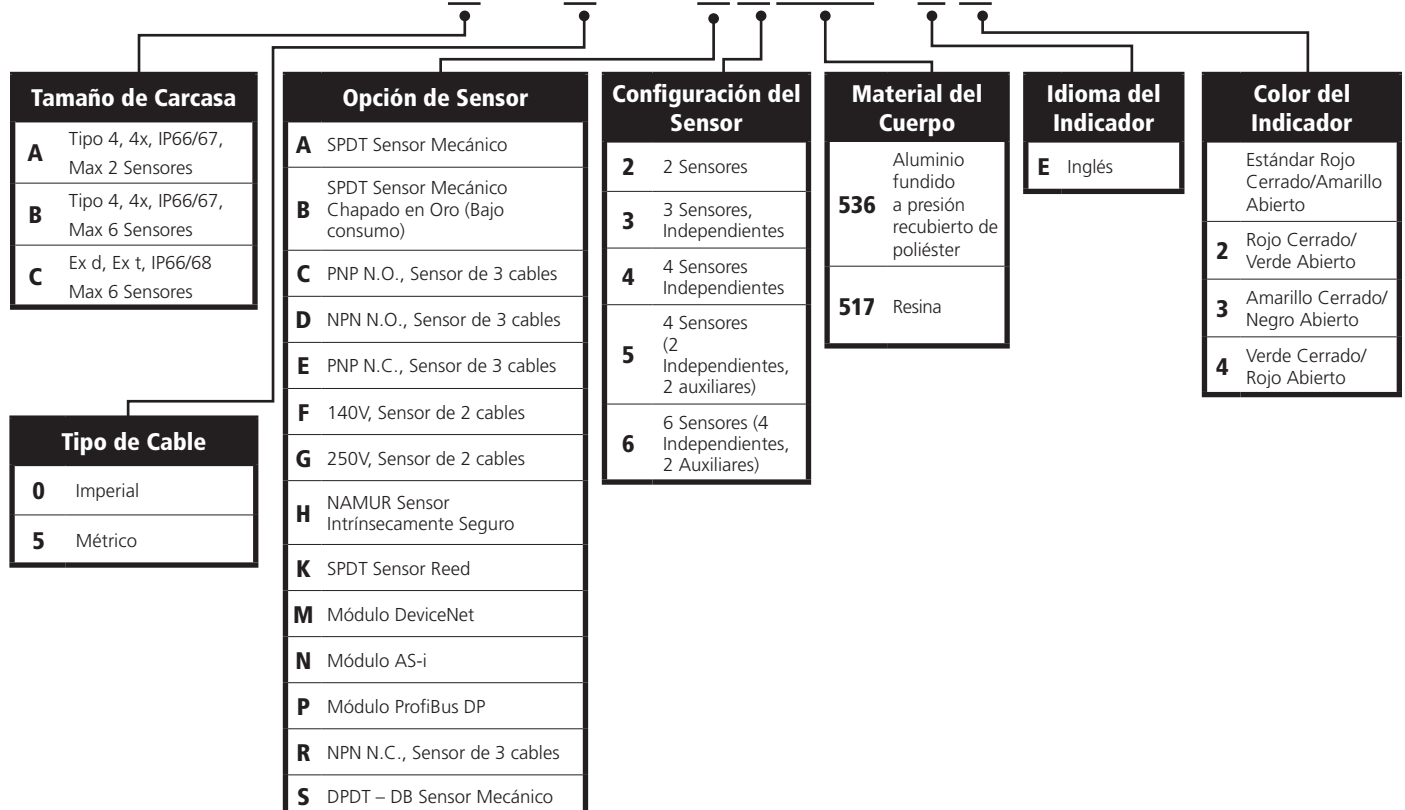 Tamaño de Carcasa
A Tipo 4, 4x, IP66/67,
Max 2 Sensores
B Tipo 4, 4x, IP66/67,
Max 6 Sensores
C Ex d, Ex t, IP66/68
Max 6 Sensores
Tipo de Cable
0 Imperial
5 Métrico
Opción de Sensor
A SPDT Sensor Mecánico
B SPDT Sensor Mecánico
Chapado en Oro (Bajo
consumo)
C PNP N.O., Sensor de 3 cables
D NPN N.O., Sensor de 3 cables
E PNP N.C., Sensor de 3 cables
F 140V, Sensor de 2 cables
G 250V, Sensor de 2 cables
H NAMUR Sensor
Intrínsecamente Seguro
K SPDT Sensor Reed
M Módulo DeviceNet
N Módulo AS-i
P Módulo ProfiBus DP
R NPN N.C., Sensor de 3 cables
S DPDT – DB Sensor Mecánico
Configuración del
Sensor
2 2 Sensores
3 3 Sensores,
Independientes
4 4 Sensores
Independientes
5 4 Sensores
(2
Independientes,
2 auxiliares)
6 6 Sensores (4
Independientes,
2 Auxiliares)
Material del
Cuerpo
536 Aluminio
fundido
a presión
recubierto de
poliéster
517 Resina
Idioma del
Indicador
E Inglés
Color del
Indicador
Estándar Rojo
Cerrado/Amarillo
Abierto
2 Rojo Cerrado/
Verde Abierto
3 Amarillo Cerrado/
Negro Abierto
4 Verde Cerrado/
Rojo Abierto